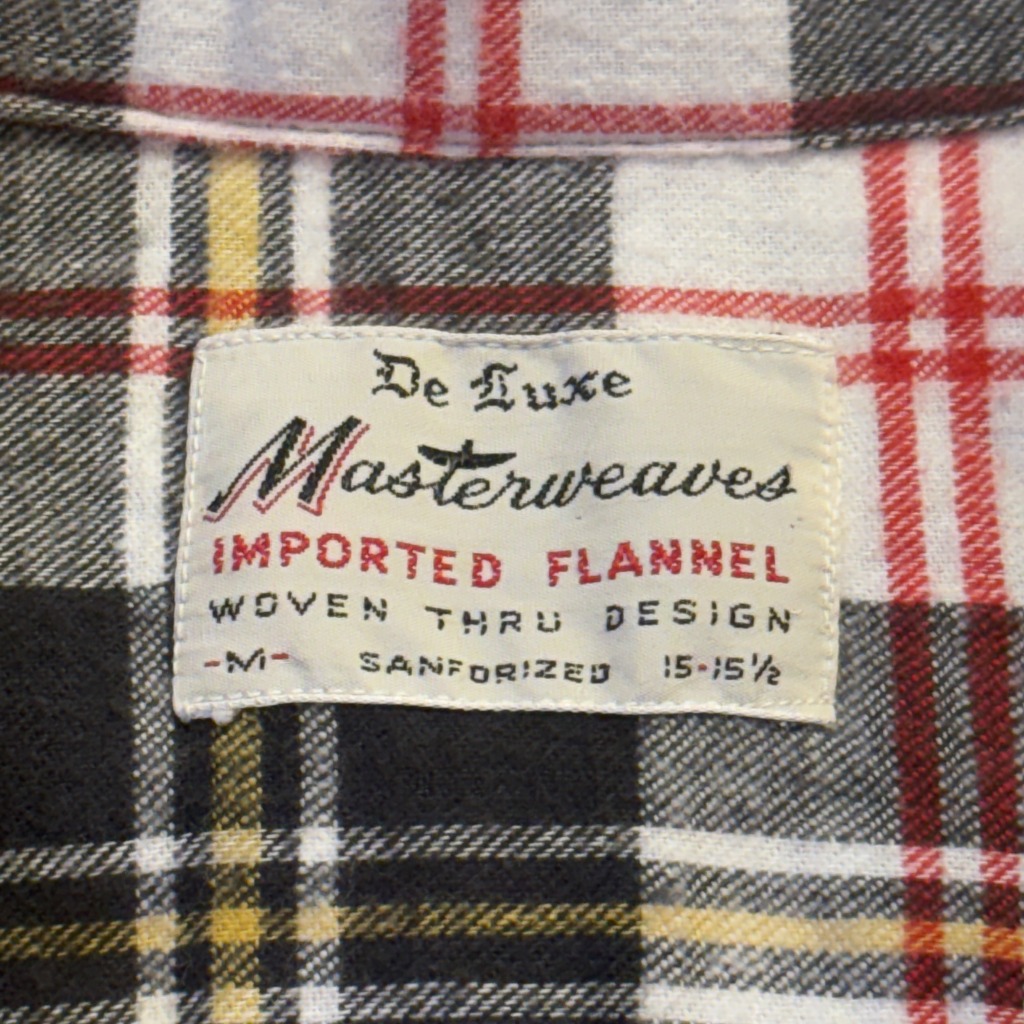 De Luxe
Masterweaves
IMPORTED FLANNEL
WOVEN THRU DESIGN
-M- SANFORIZED 15-15½